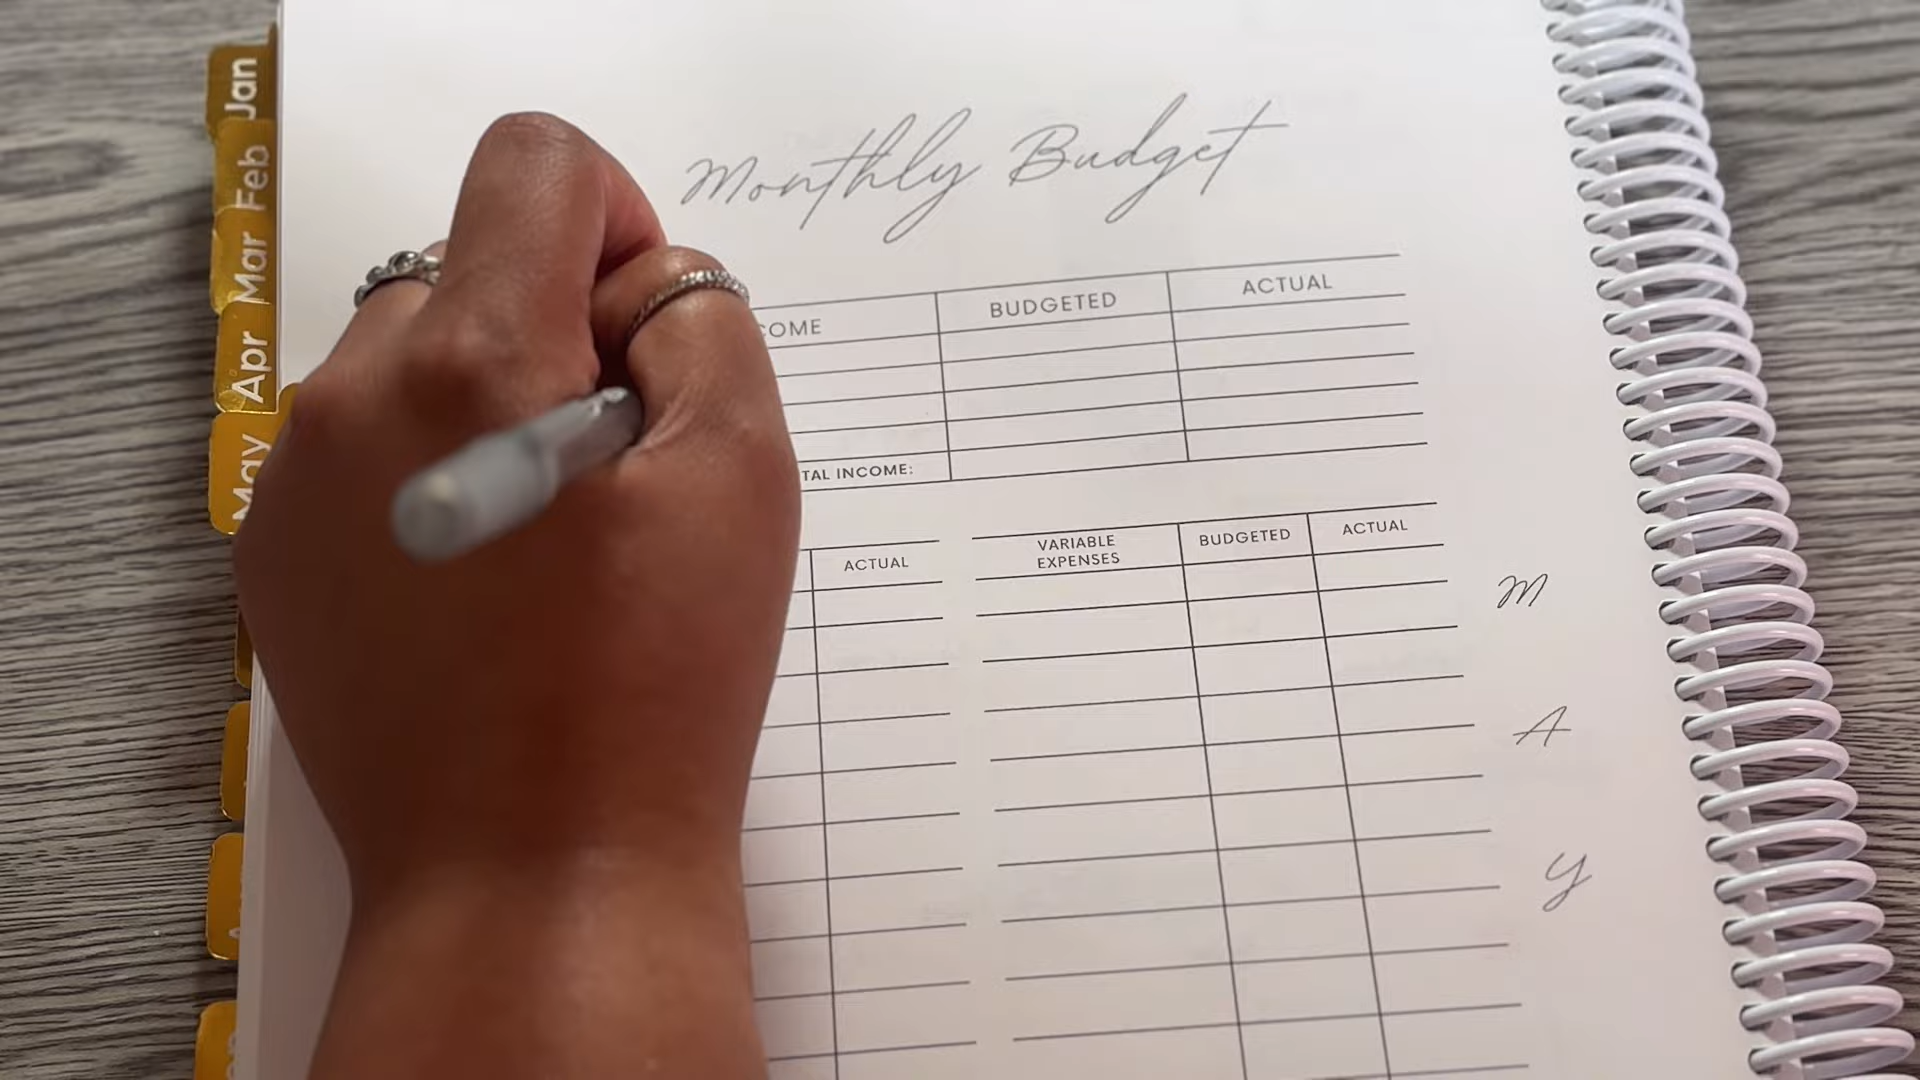 Jan
Feb
Mar
Apr
May
Monthly Budget
COME BUDGETED ACTUAL
TAL INCOME:
ACTUAL
VARIABLE EXPENSES BUDGETED ACTUAL
M
A
Y